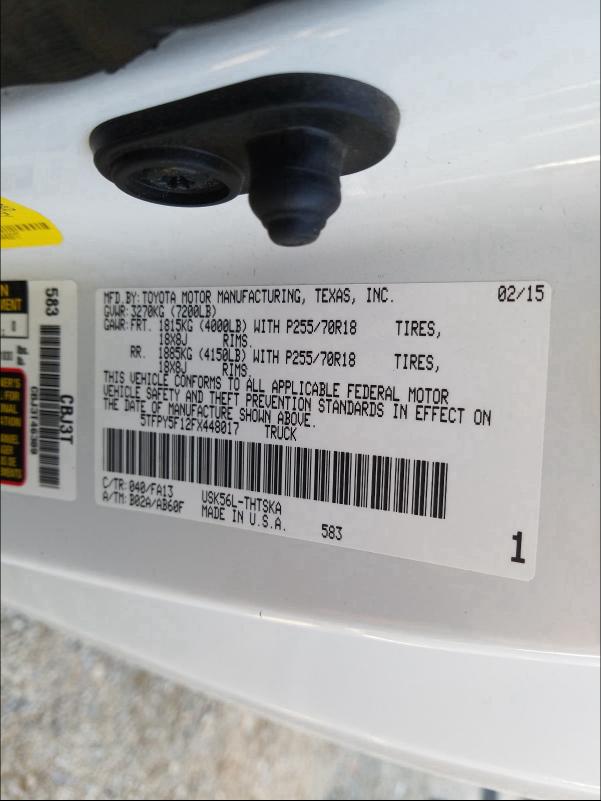 MFD.BY:TOYOTA MOTOR MANUFACTURING, TEXAS, INC. 02/15
GVWR:3270KG (7200LB)
GAWR:FRT. 1815KG (4000LB) WITH P255/70R18 TIRES,
18X8J RIMS.
RR. 1885KG (4150LB) WITH P255/70R18 TIRES,
18X8J RIMS.
THIS VEHICLE CONFORMS TO ALL APPLICABLE FEDERAL MOTOR
VEHICLE SAFETY AND THEFT PREVENTION STANDARDS IN EFFECT ON
THE DATE OF MANUFACTURE SHOWN ABOVE.
5TFPY5F12FX448017 TRUCK
C/TR: 040/FA13 USK56L-THTSKA
A/TM: B02A/AB60F MADE IN U.S.A. 583
1
583
CBJ3T